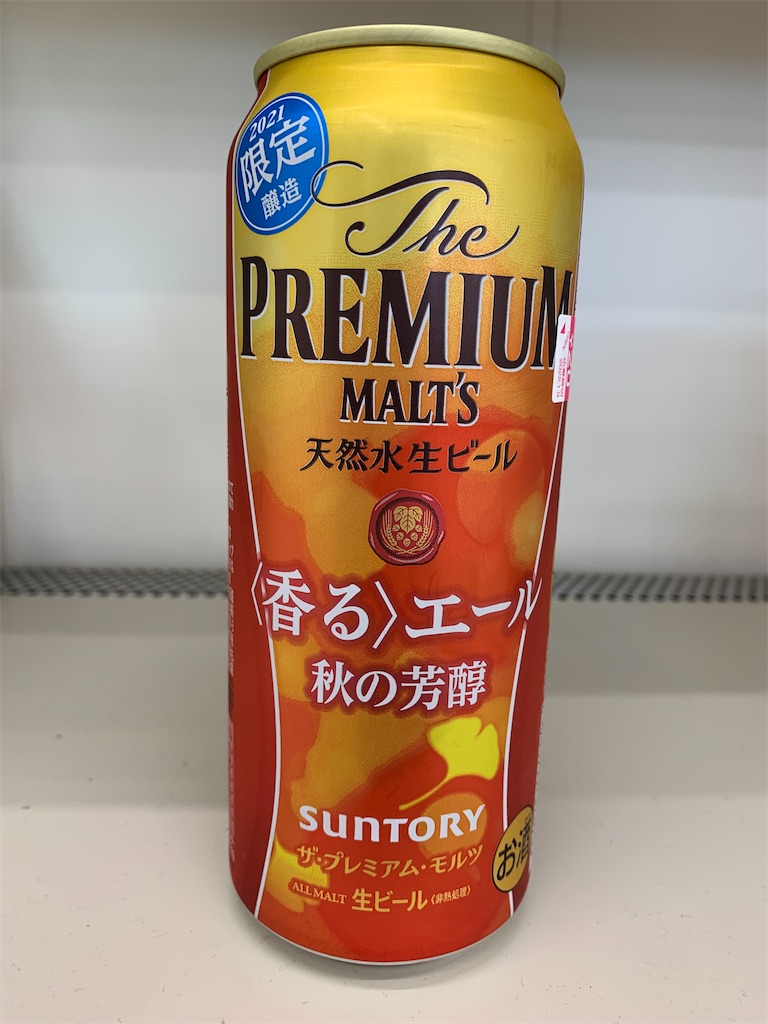 2021
限定
醸造
The
PREMIUM
MALT'S
天然水生ビール
〈香る〉エール
秋の芳醇
SUNTORY
ザ・プレミアム・モルツ
ALL MALT 生ビール〈非熱処理〉
お酒